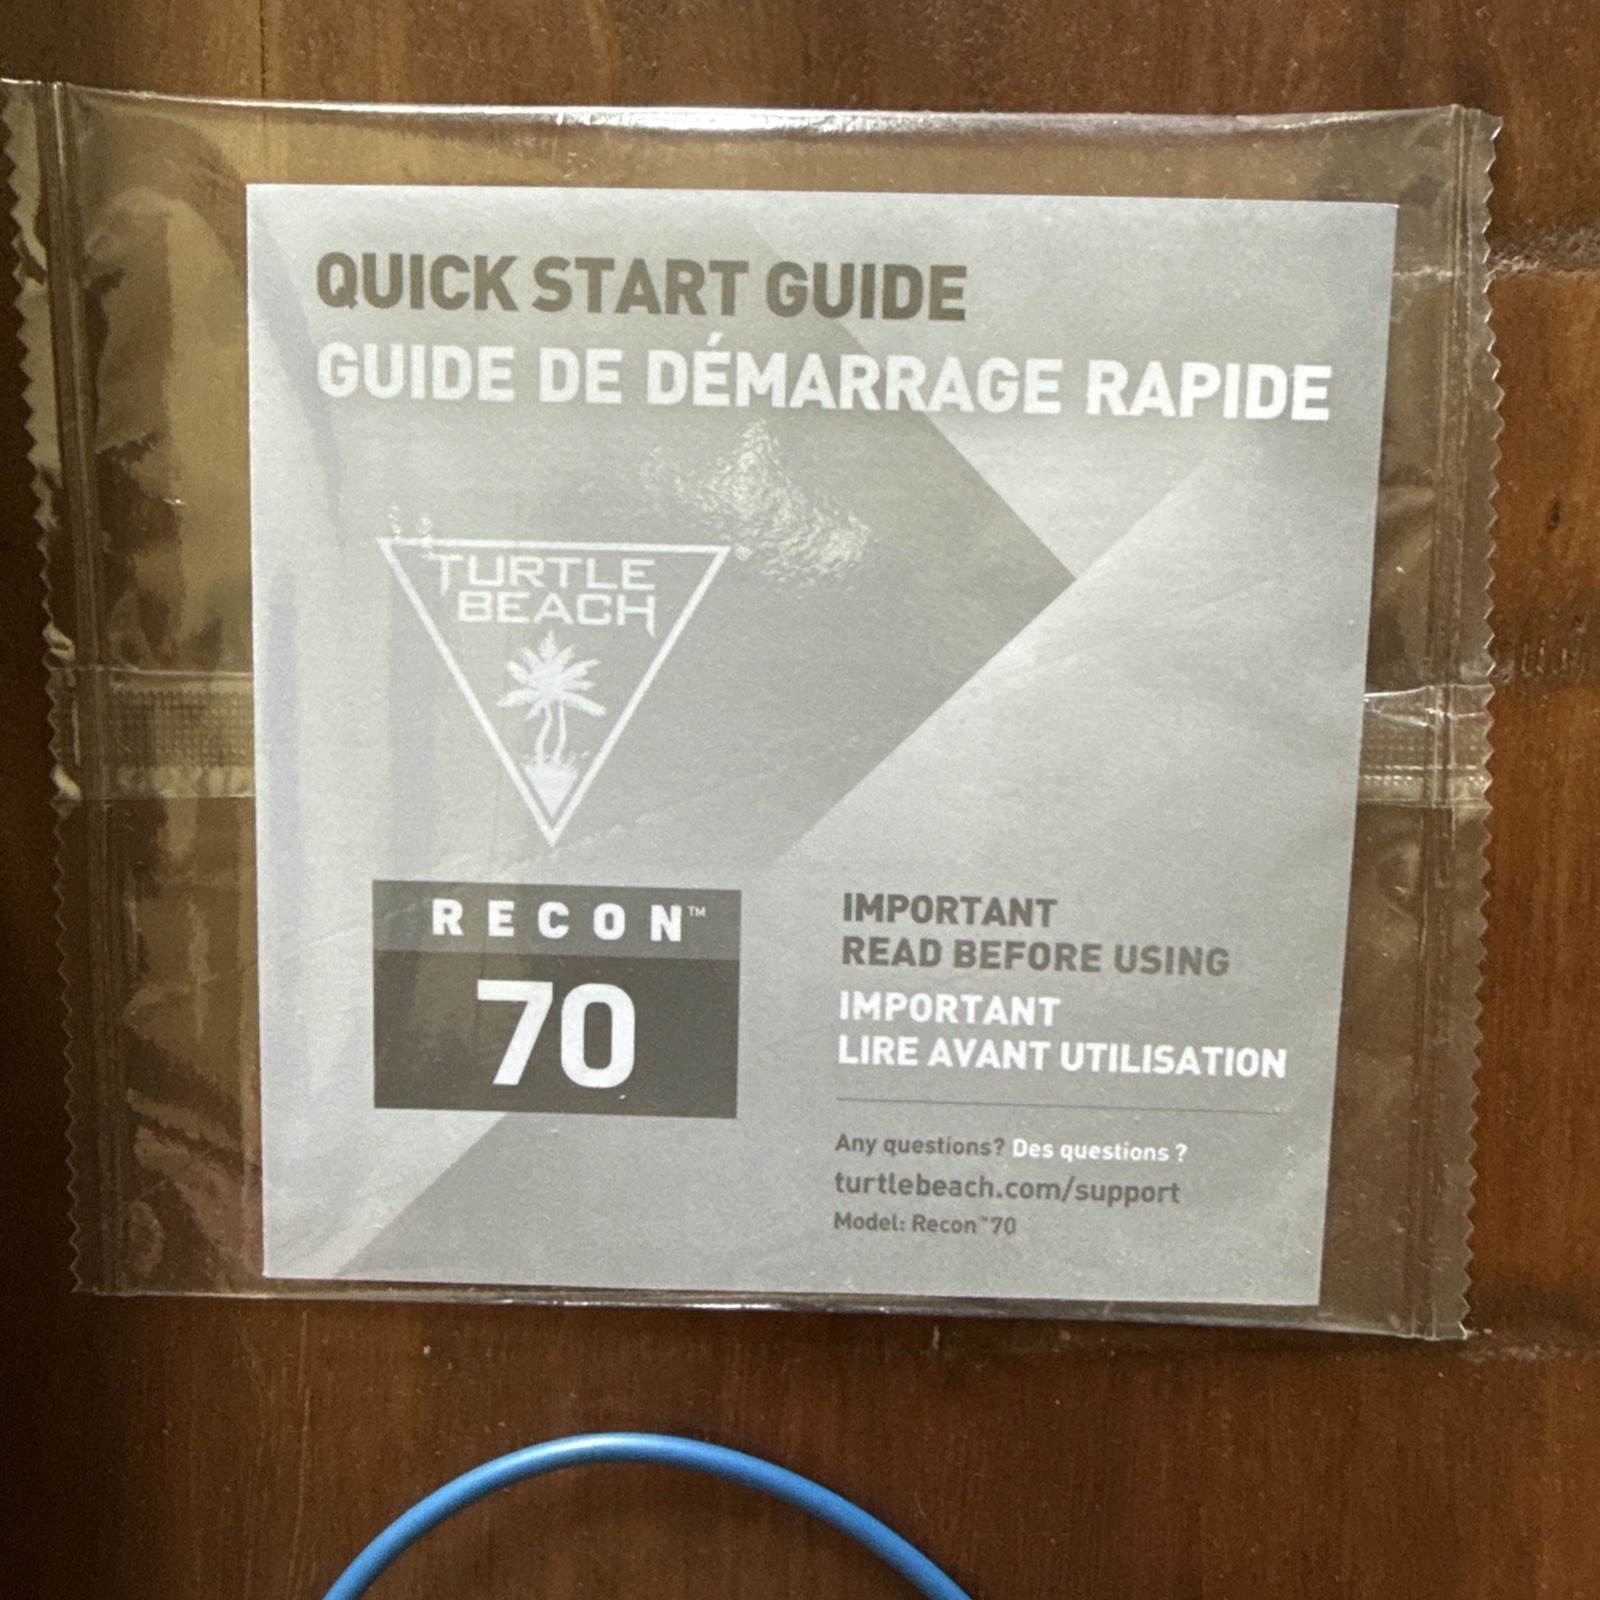 QUICK START GUIDE
GUIDE DE DÉMARRAGE RAPIDE
TURTLE
BEACH®
RECON™
70
IMPORTANT
READ BEFORE USING
IMPORTANT
LIRE AVANT UTILISATION
Any questions? Des questions ?
turtlebeach.com/support
Model: Recon™70